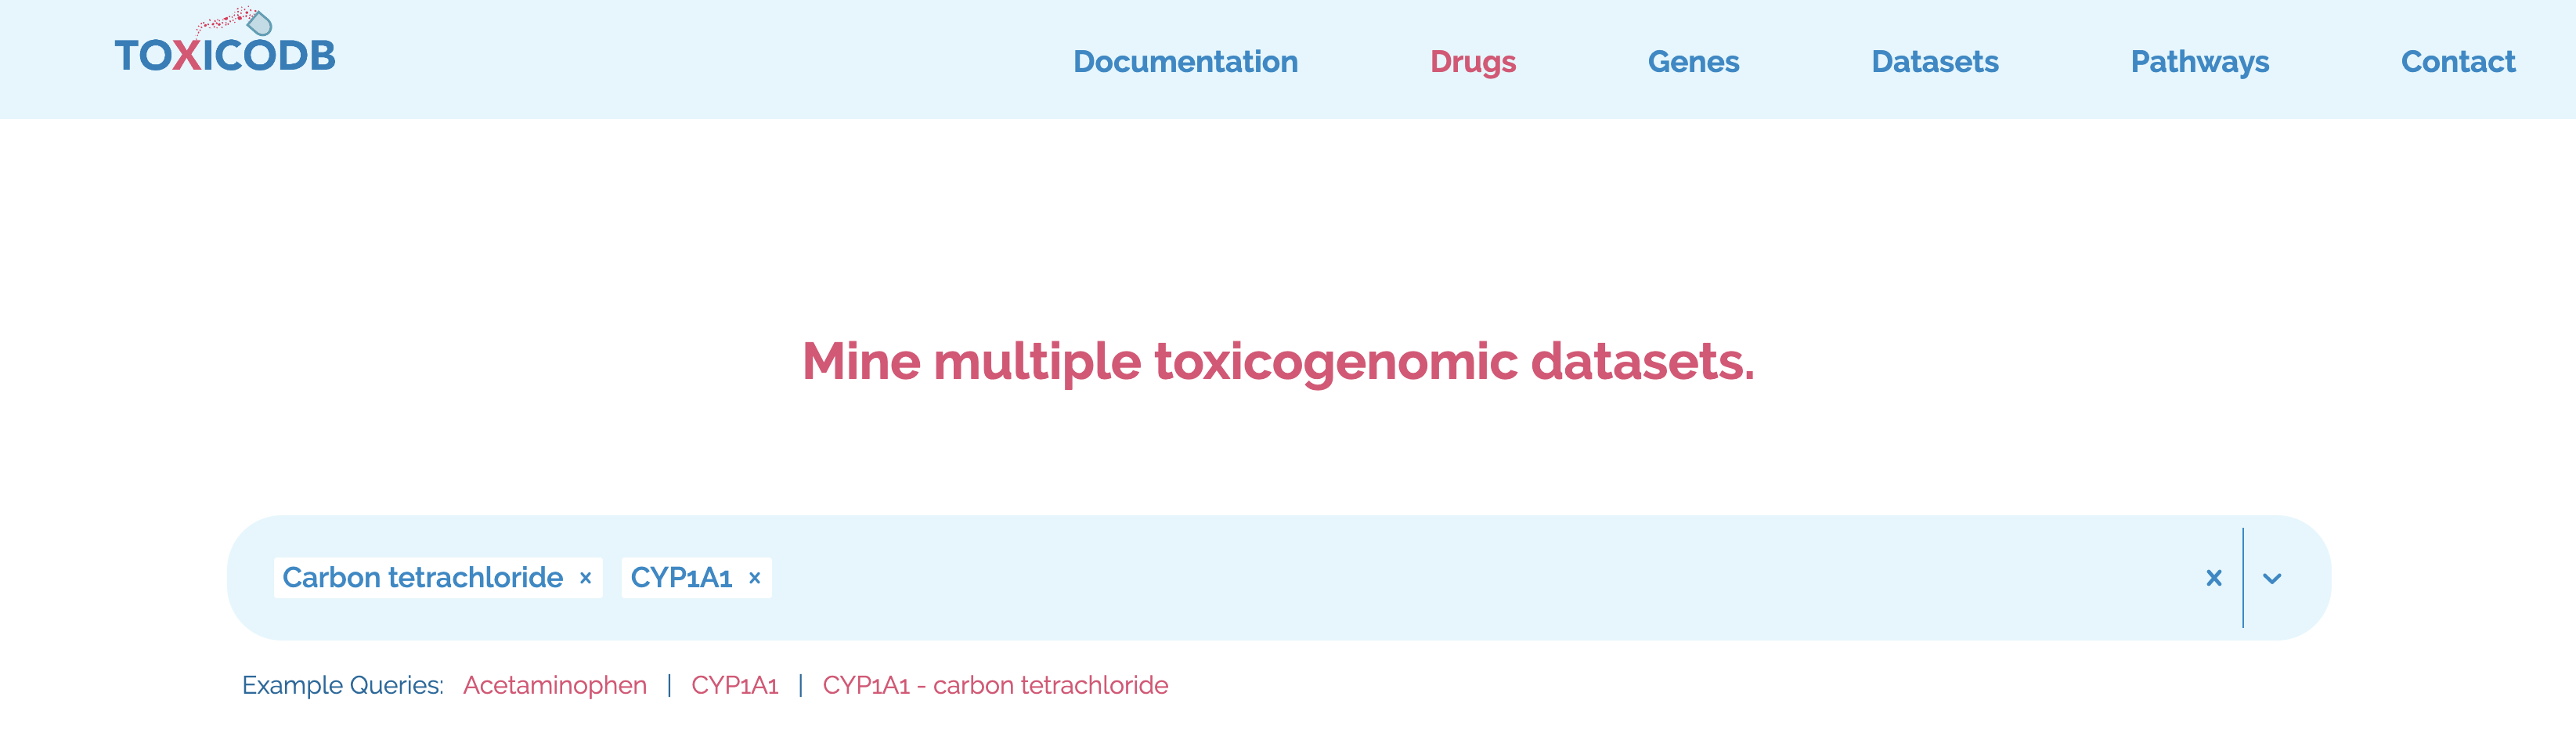 TOXICODB
Documentation Drugs Genes Datasets Pathways Contact
Mine multiple toxicogenomic datasets.
Carbon tetrachloride × CYP1A1 ×
Example Queries: Acetaminophen | CYP1A1 | CYP1A1 - carbon tetrachloride